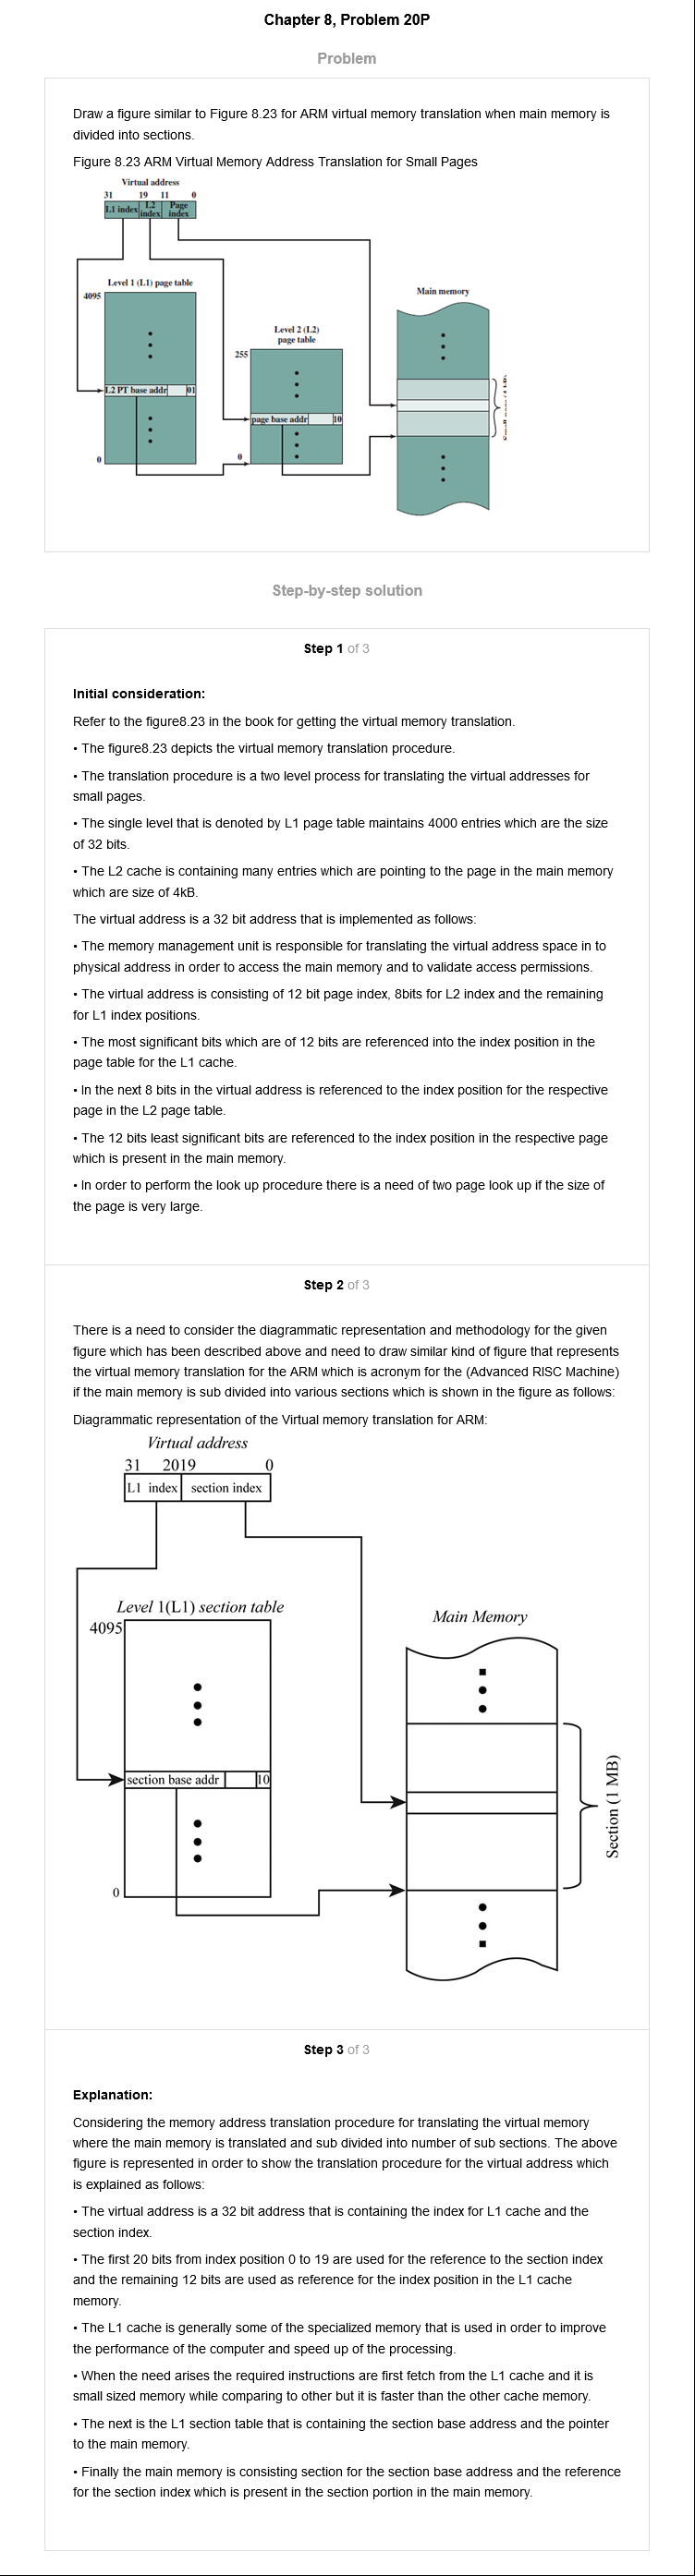 Chapter 8, Problem 20P
Problem
Draw a figure similar to Figure 8.23 for ARM virtual memory translation when main memory is
divided into sections.
Figure 8.23 ARM Virtual Memory Address Translation for Small Pages
Virtual address
31 19 11 0
L1 index L2 index Page index
Level 1 (L1) page table
4095
Main memory
Level 2 (L2)
page table
255
L2 PT base addr 01
page base addr 10
0
0
Step-by-step solution
Step 1 of 3
Initial consideration:
Refer to the figure8.23 in the book for getting the virtual memory translation.
• The figure8.23 depicts the virtual memory translation procedure.
• The translation procedure is a two level process for translating the virtual addresses for
small pages.
• The single level that is denoted by L1 page table maintains 4000 entries which are the size
of 32 bits.
• The L2 cache is containing many entries which are pointing to the page in the main memory
which are size of 4kB.
The virtual address is a 32 bit address that is implemented as follows:
• The memory management unit is responsible for translating the virtual address space in to
physical address in order to access the main memory and to validate access permissions.
• The virtual address is consisting of 12 bit page index, 8bits for L2 index and the remaining
for L1 index positions.
• The most significant bits which are of 12 bits are referenced into the index position in the
page table for the L1 cache.
• In the next 8 bits in the virtual address is referenced to the index position for the respective
page in the L2 page table.
• The 12 bits least significant bits are referenced to the index position in the respective page
which is present in the main memory.
• In order to perform the look up procedure there is a need of two page look up if the size of
the page is very large.
Step 2 of 3
There is a need to consider the diagrammatic representation and methodology for the given
figure which has been described above and need to draw similar kind of figure that represents
the virtual memory translation for the ARM which is acronym for the (Advanced RISC Machine)
if the main memory is sub divided into various sections which is shown in the figure as follows:
Diagrammatic representation of the Virtual memory translation for ARM:
Virtual address
31 2019 0
L1 index section index
Level 1(L1) section table
4095
Main Memory
section base addr 10
Section (1 MB)
0
Step 3 of 3
Explanation:
Considering the memory address translation procedure for translating the virtual memory
where the main memory is translated and sub divided into number of sub sections. The above
figure is represented in order to show the translation procedure for the virtual address which
is explained as follows:
• The virtual address is a 32 bit address that is containing the index for L1 cache and the
section index.
• The first 20 bits from index position 0 to 19 are used for the reference to the section index
and the remaining 12 bits are used as reference for the index position in the L1 cache
memory.
• The L1 cache is generally some of the specialized memory that is used in order to improve
the performance of the computer and speed up of the processing.
• When the need arises the required instructions are first fetch from the L1 cache and it is
small sized memory while comparing to other but it is faster than the other cache memory.
• The next is the L1 section table that is containing the section base address and the pointer
to the main memory.
• Finally the main memory is consisting section for the section base address and the reference
for the section index which is present in the section portion in the main memory.